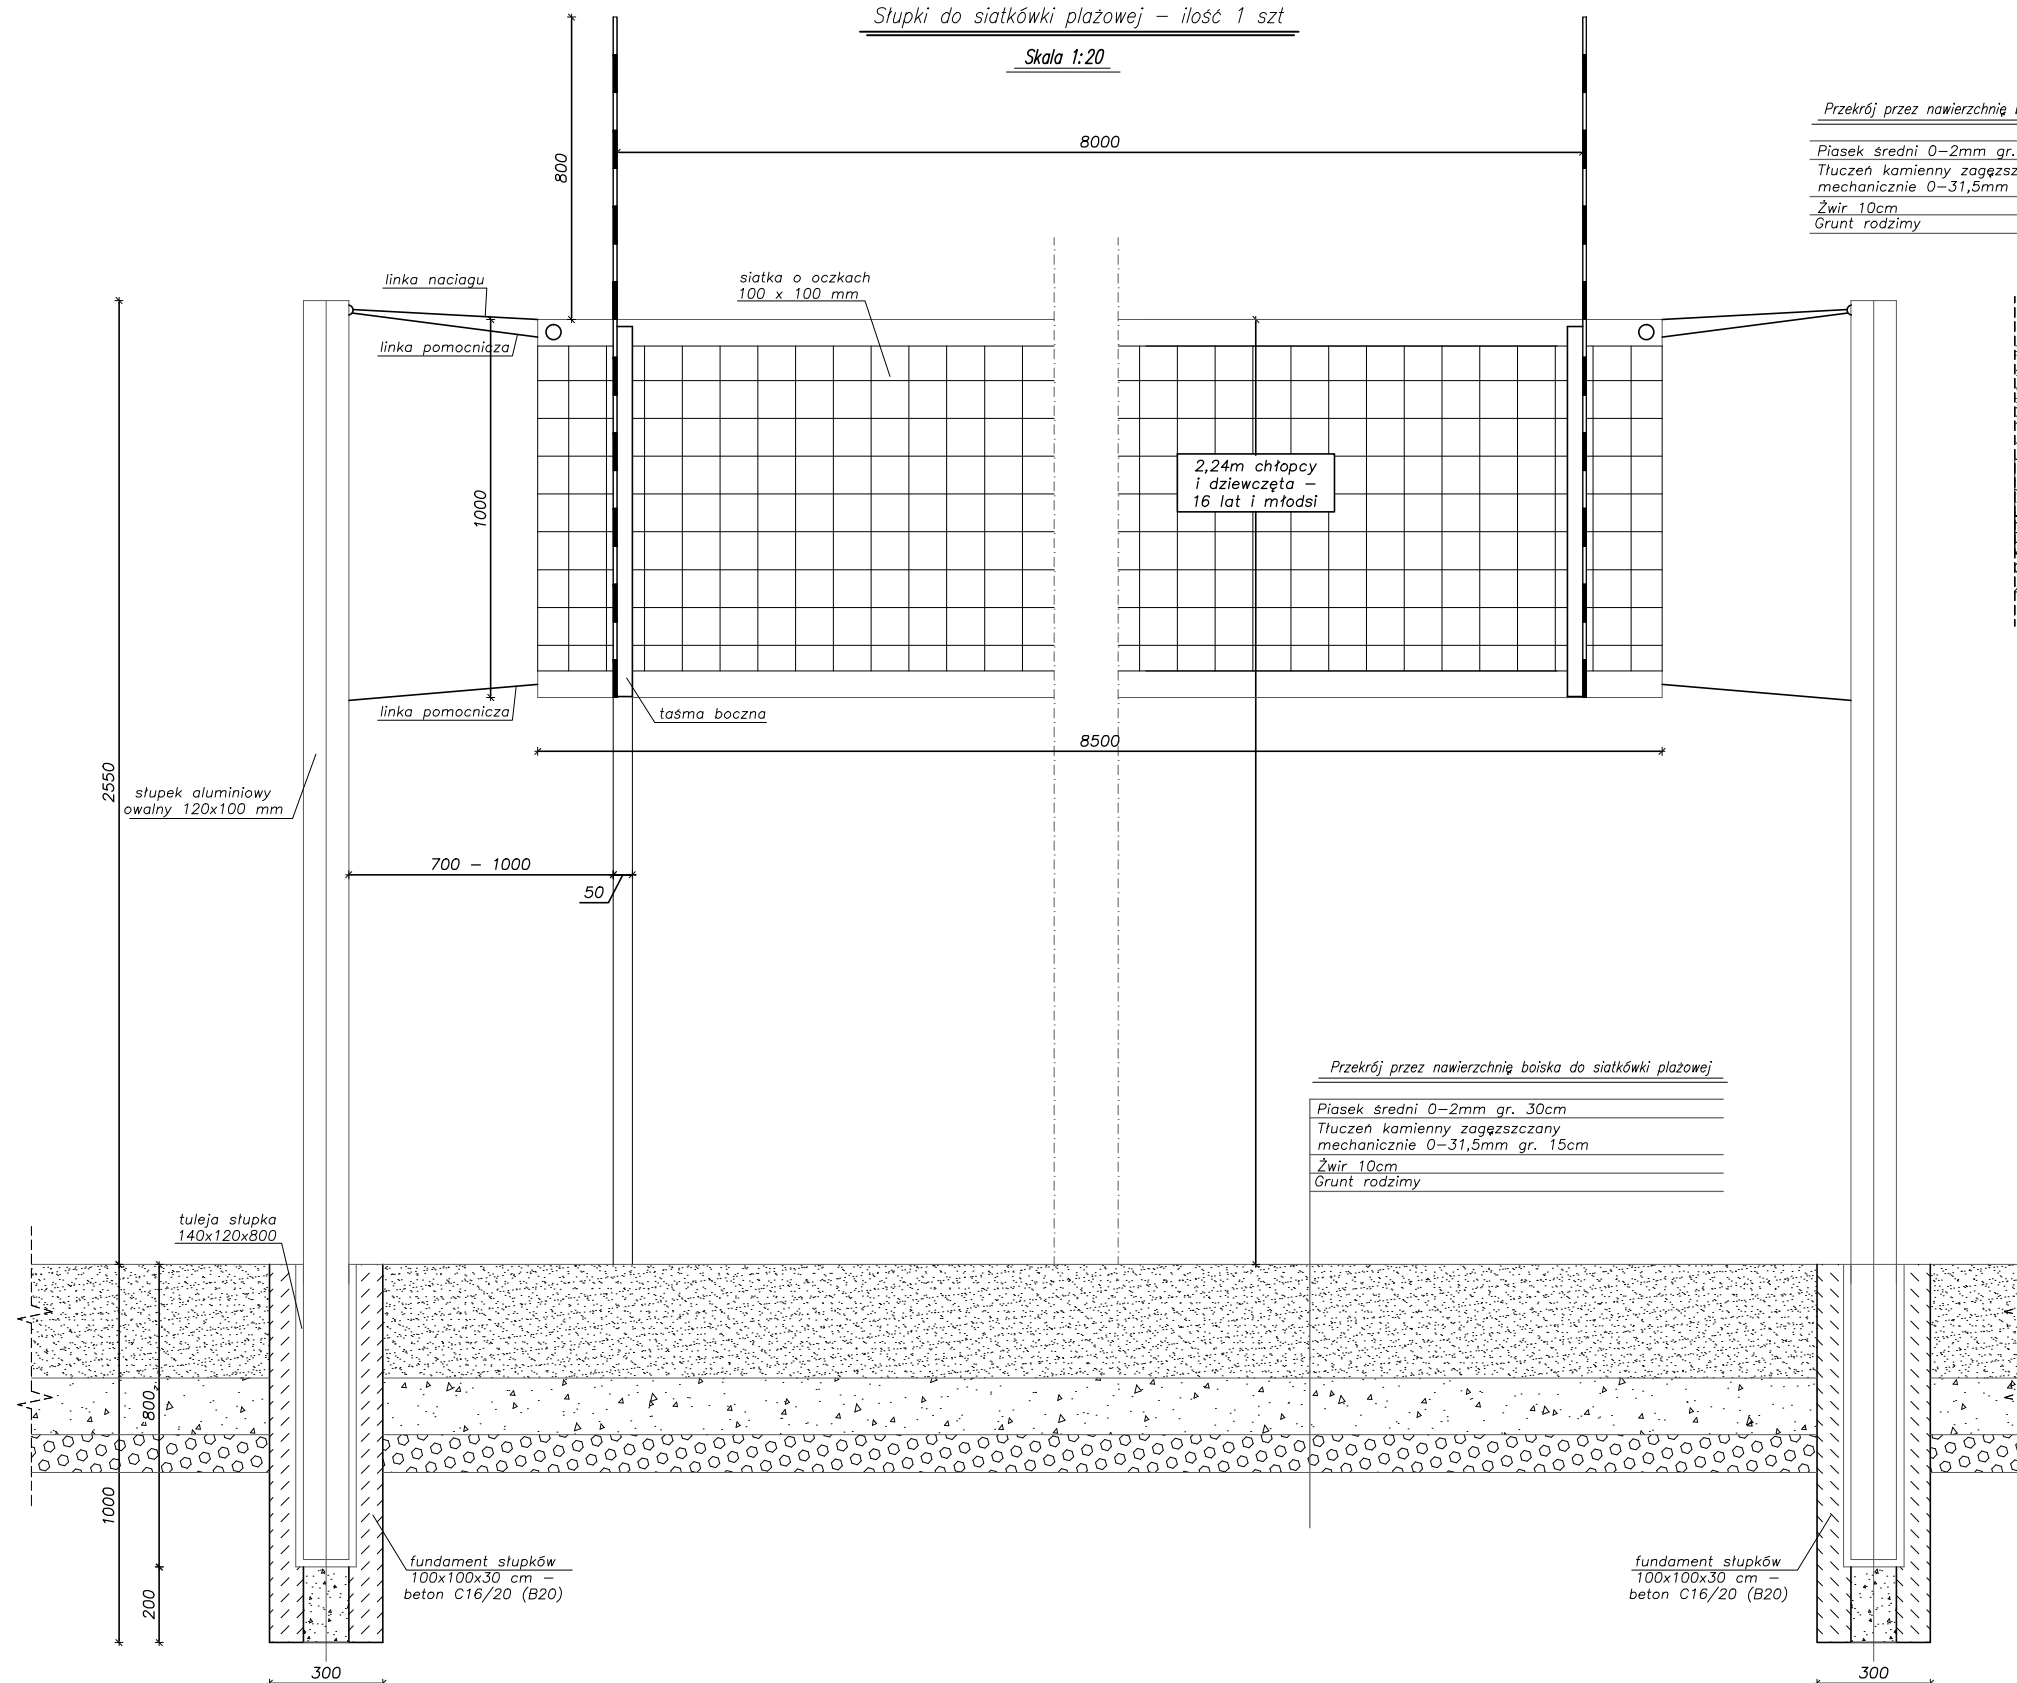 Słupki do siatkówki plażowej – ilość 1 szt
Skala 1:20
Przekrój przez nawierzchnię
Piasek średni 0–2mm gr.
Tłuczeń kamienny zagęzsz
mechanicznie 0–31,5mm
Żwir 10cm
Grunt rodzimy
8000
800
linka naciagu
siatka o oczkach
100 x 100 mm
linka pomocnicza
1000
2,24m chłopcy
i dziewczęta –
16 lat i młodsi
linka pomocnicza
taśma boczna
8500
2550
słupek aluminiowy
owalny 120x100 mm
700 – 1000
50
Przekrój przez nawierzchnię boiska do siatkówki plażowej
Piasek średni 0–2mm gr. 30cm
Tłuczeń kamienny zagęzszczany
mechanicznie 0–31,5mm gr. 15cm
Żwir 10cm
Grunt rodzimy
tuleja słupka
140x120x800
800
1000
200
fundament słupków
100x100x30 cm –
beton C16/20 (B20)
fundament słupków
100x100x30 cm –
beton C16/20 (B20)
300
300